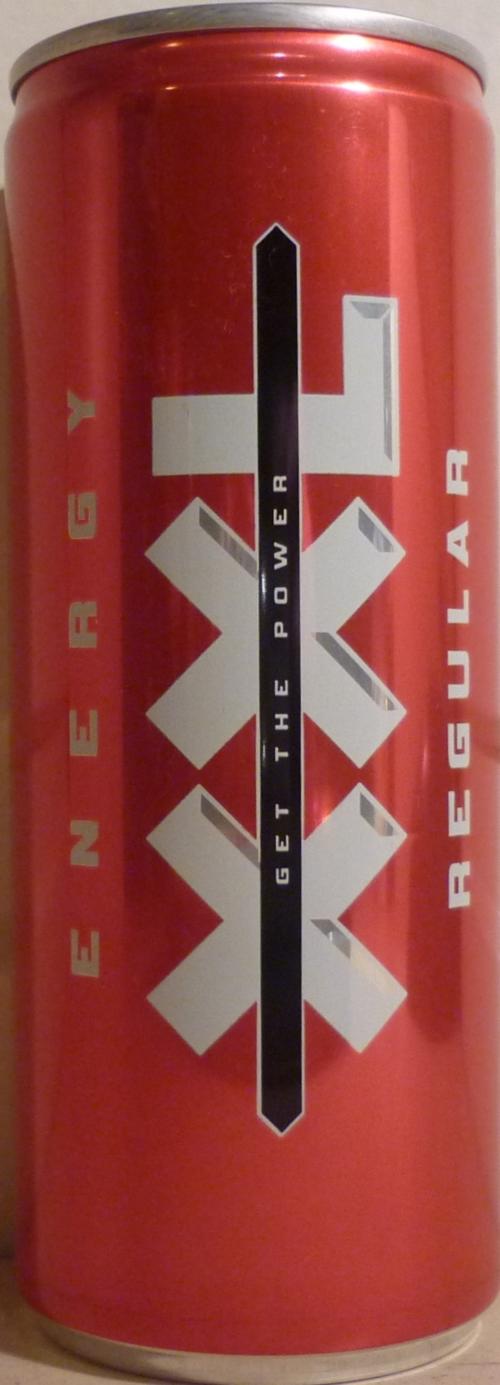 ENERGY
XXL
GET THE POWER
REGULAR